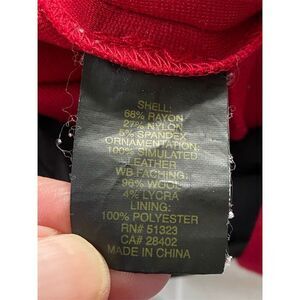 SHELL:
68% RAYON
27% NYLON
5% SPANDEX
ORNAMENTATION:
100% SIMULATED
LEATHER
WB FACHING:
96% WOOL
4% LYCRA
LINING:
100% POLYESTER
RN# 51323
CA# 28402
MADE IN CHINA